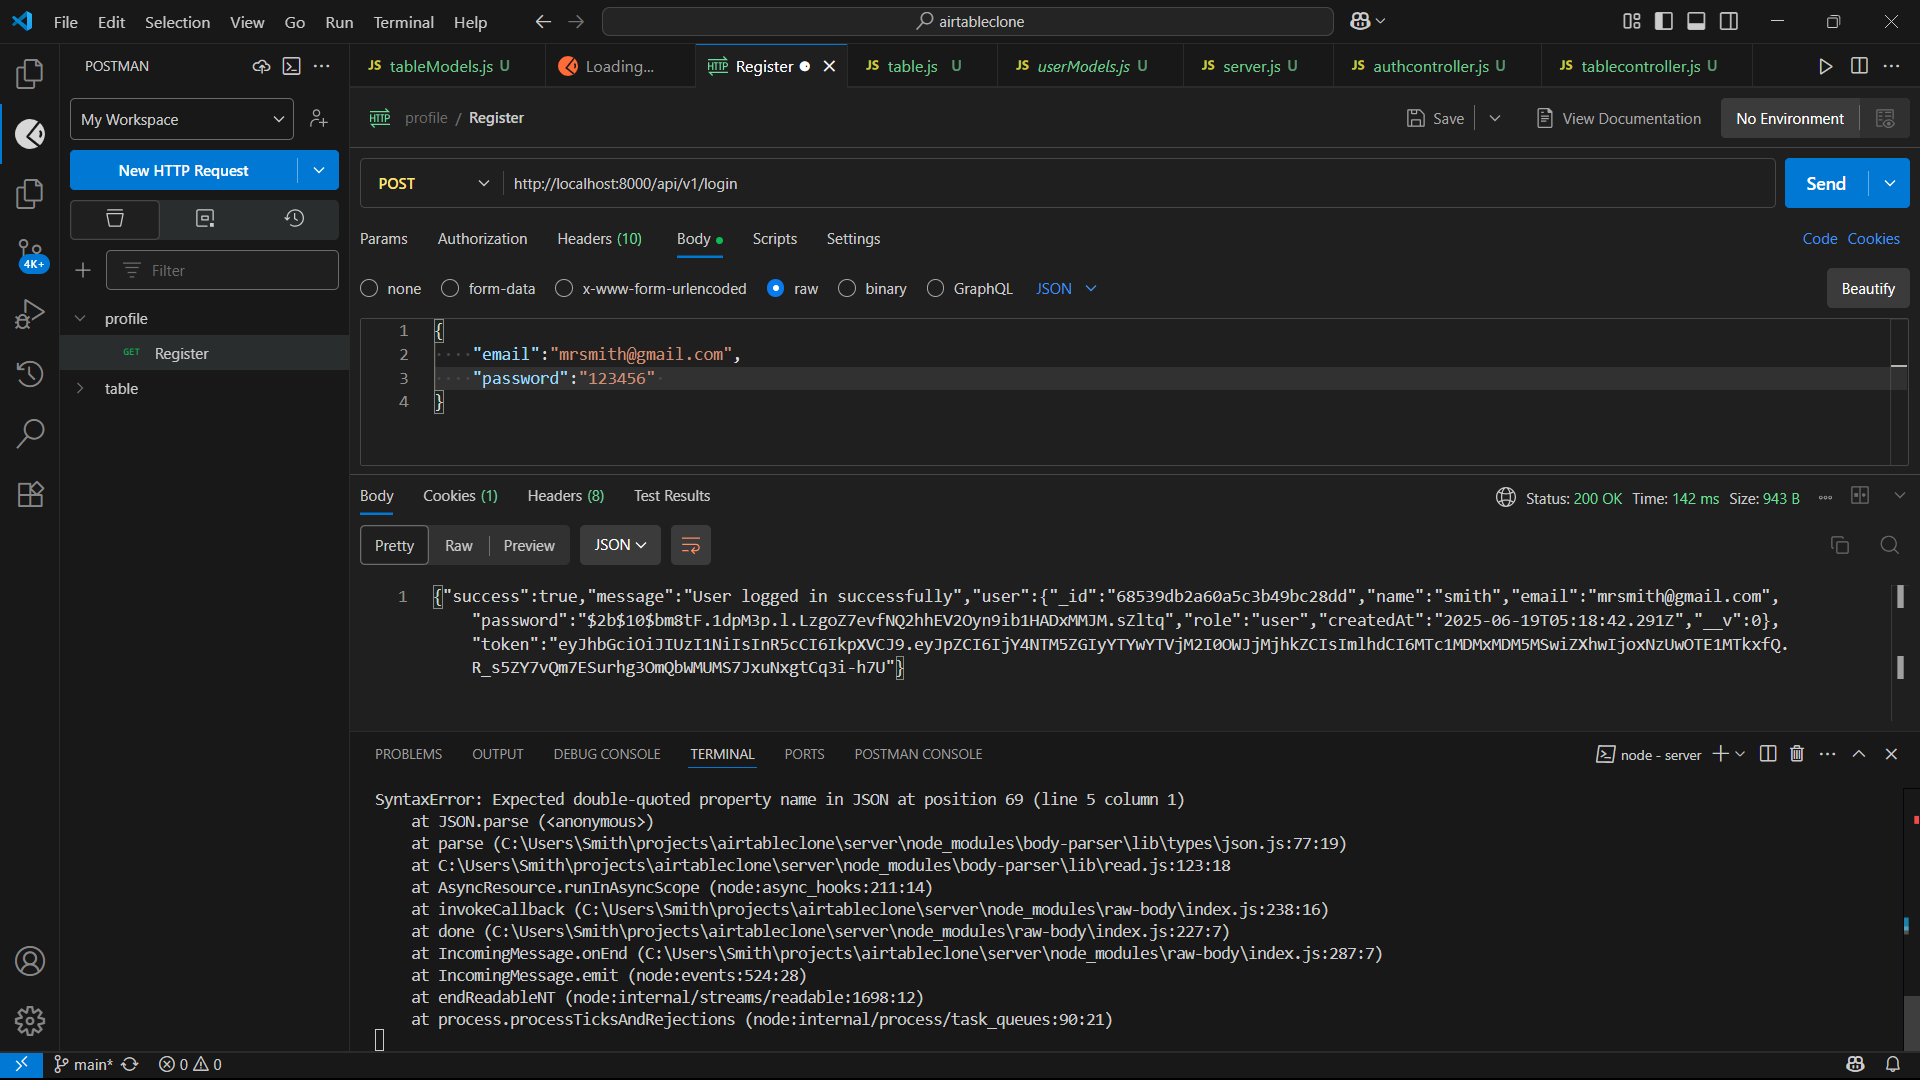 File Edit Selection View Go Run Terminal Help
airtableclone
POSTMAN
JS tableModels.js U
Loading...
HTTP Register
JS table.js U
JS userModels.js U
JS server.js U
JS authcontroller.js U
JS tablecontroller.js U
My Workspace
New HTTP Request
Filter
profile
GET Register
table
4K+
HTTP profile / Register
Save
View Documentation
No Environment
POST http://localhost:8000/api/v1/login
Send
Params Authorization Headers (10) Body Scripts Settings
Code Cookies
none form-data x-www-form-urlencoded raw binary GraphQL JSON
Beautify
1 {
2 ····"email":"mrsmith@gmail.com",
3 ····"password":"123456"·
4 }
Body Cookies (1) Headers (8) Test Results
Status: 200 OK Time: 142 ms Size: 943 B
Pretty Raw Preview JSON
1 {"success":true,"message":"User logged in successfully","user":{"_id":"68539db2a60a5c3b49bc28dd","name":"smith","email":"mrsmith@gmail.com",
"password":"$2b$10$bm8tF.1dpM3p.l.LzgoZ7evfNQ2hhEV2Oyn9ib1HADxMMJM.sZltq","role":"user","createdAt":"2025-06-19T05:18:42.291Z","__v":0},
"token":"eyJhbGciOiJIUzI1NiIsInR5cCI6IkpXVCJ9.eyJpZCI6IjY4NTM5ZGIyYTYwYTVjM2I0OWJjMjhkZCIsImlhdCI6MTc1MDMxMDM5MSwiZXhwIjoxNzUwOTE1MTkxfQ.
R_s5ZY7vQm7ESurhg3OmQbWMUMS7JxuNxgtCq3i-h7U"}
PROBLEMS OUTPUT DEBUG CONSOLE TERMINAL PORTS POSTMAN CONSOLE
node - server
SyntaxError: Expected double-quoted property name in JSON at position 69 (line 5 column 1)
at JSON.parse (<anonymous>)
at parse (C:\Users\Smith\projects\airtableclone\server\node_modules\body-parser\lib\types\json.js:77:19)
at C:\Users\Smith\projects\airtableclone\server\node_modules\body-parser\lib\read.js:123:18
at AsyncResource.runInAsyncScope (node:async_hooks:211:14)
at invokeCallback (C:\Users\Smith\projects\airtableclone\server\node_modules\raw-body\index.js:238:16)
at done (C:\Users\Smith\projects\airtableclone\server\node_modules\raw-body\index.js:227:7)
at IncomingMessage.onEnd (C:\Users\Smith\projects\airtableclone\server\node_modules\raw-body\index.js:287:7)
at IncomingMessage.emit (node:events:524:28)
at endReadableNT (node:internal/streams/readable:1698:12)
at process.processTicksAndRejections (node:internal/process/task_queues:90:21)
main* 0 0